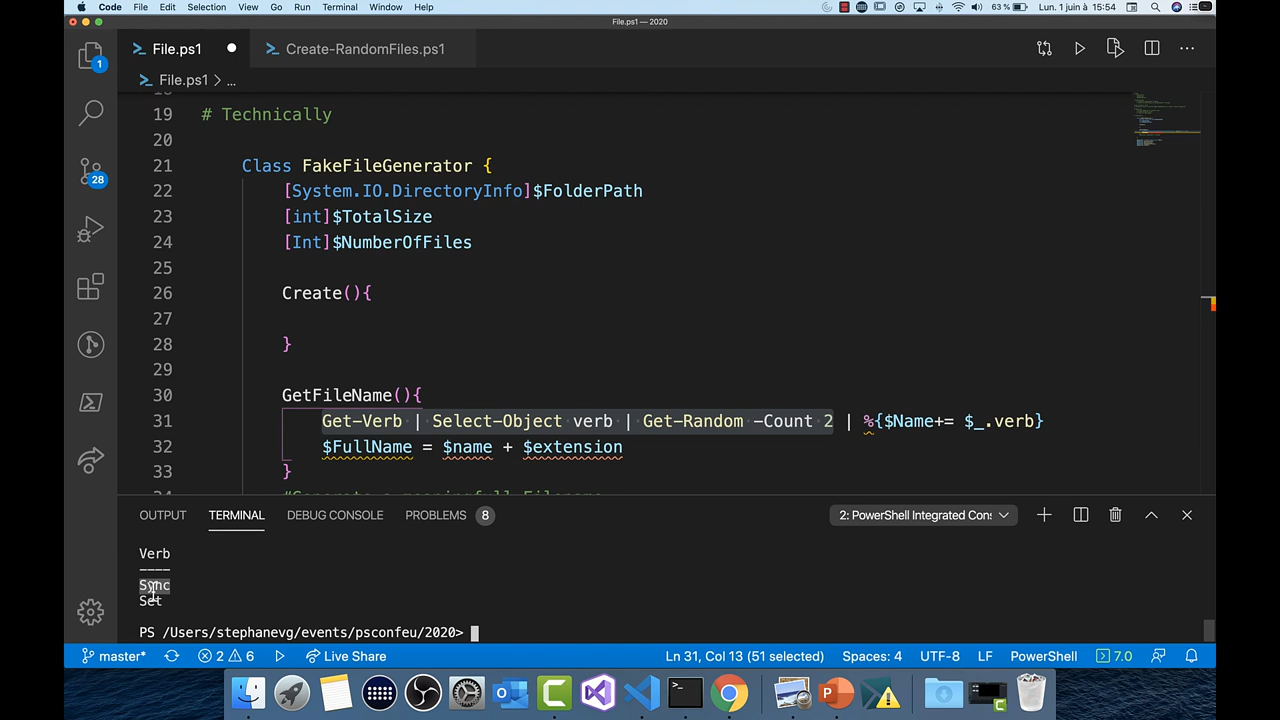 Code File Edit Selection View Go Run Terminal Window Help 63 % Lun. 1 juin à 15:54
File.ps1 — 2020
File.ps1 Create-RandomFiles.ps1
File.ps1 > ...
1
28
19 # Technically
20
21 Class FakeFileGenerator {
22 [System.IO.DirectoryInfo]$FolderPath
23 [int]$TotalSize
24 [Int]$NumberOfFiles
25
26 Create(){
27
28 }
29
30 GetFileName(){
31 Get-Verb | Select-Object verb | Get-Random -Count 2 | %{$Name+= $_.verb}
32 $FullName = $name + $extension
33 }
34 #Generate a meaningfull Filename
OUTPUT TERMINAL DEBUG CONSOLE PROBLEMS 8 2: PowerShell Integrated Cons
Verb
----
Sync
Set
PS /Users/stephanevg/events/psconfeu/2020>
master* 2 6 Live Share Ln 31, Col 13 (51 selected) Spaces: 4 UTF-8 LF PowerShell 7.0